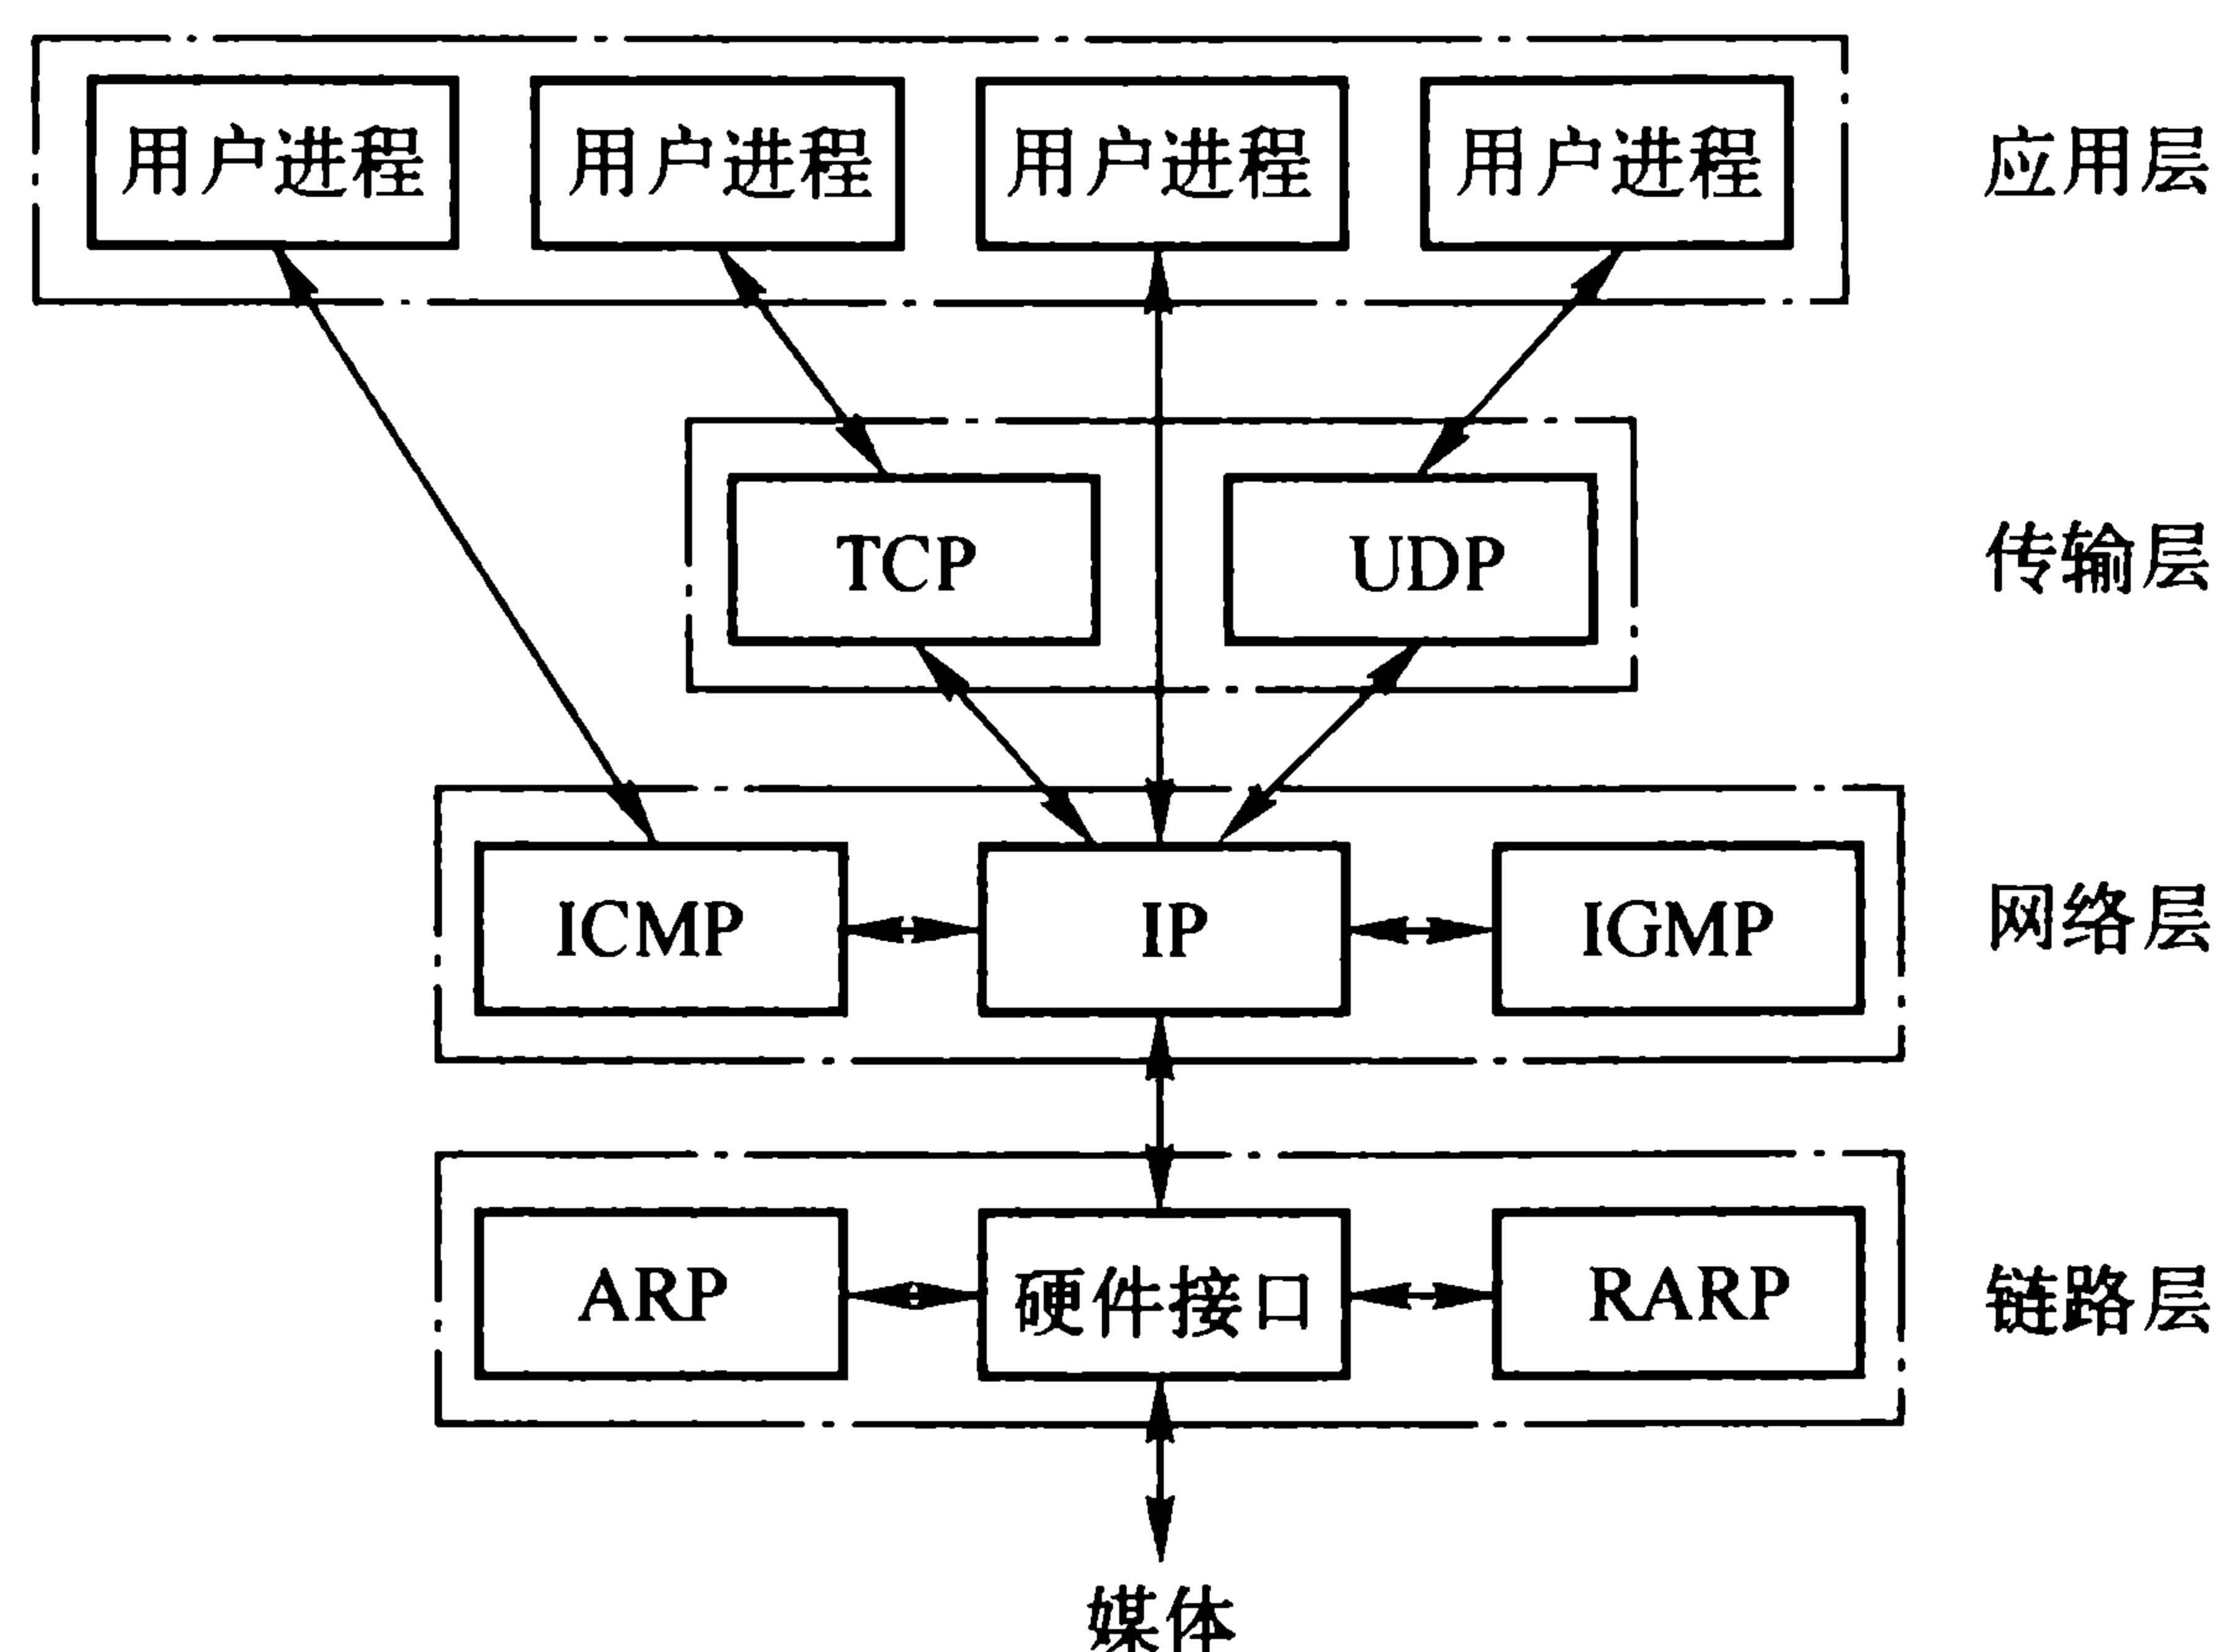 用户进程 用户进程 用户进程 用户进程 应用层
TCP UDP 传输层
ICMP IP IGMP 网络层
ARP 硬件接口 RARP 链路层
媒体